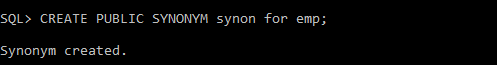 SQL> CREATE PUBLIC SYNONYM synon for emp;
Synonym created.